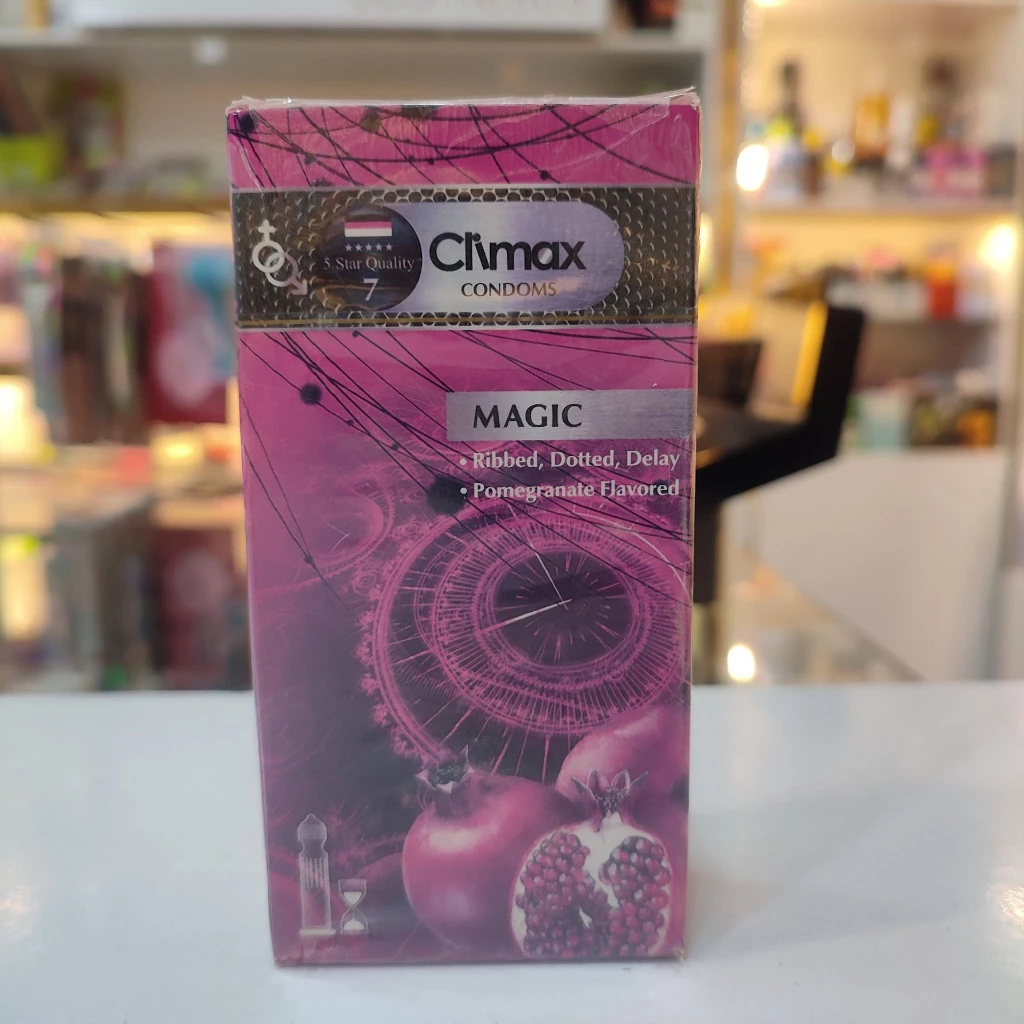 5 Star Quality
7
Climax
CONDOMS
MAGIC
• Ribbed, Dotted, Delay
• Pomegranate Flavored